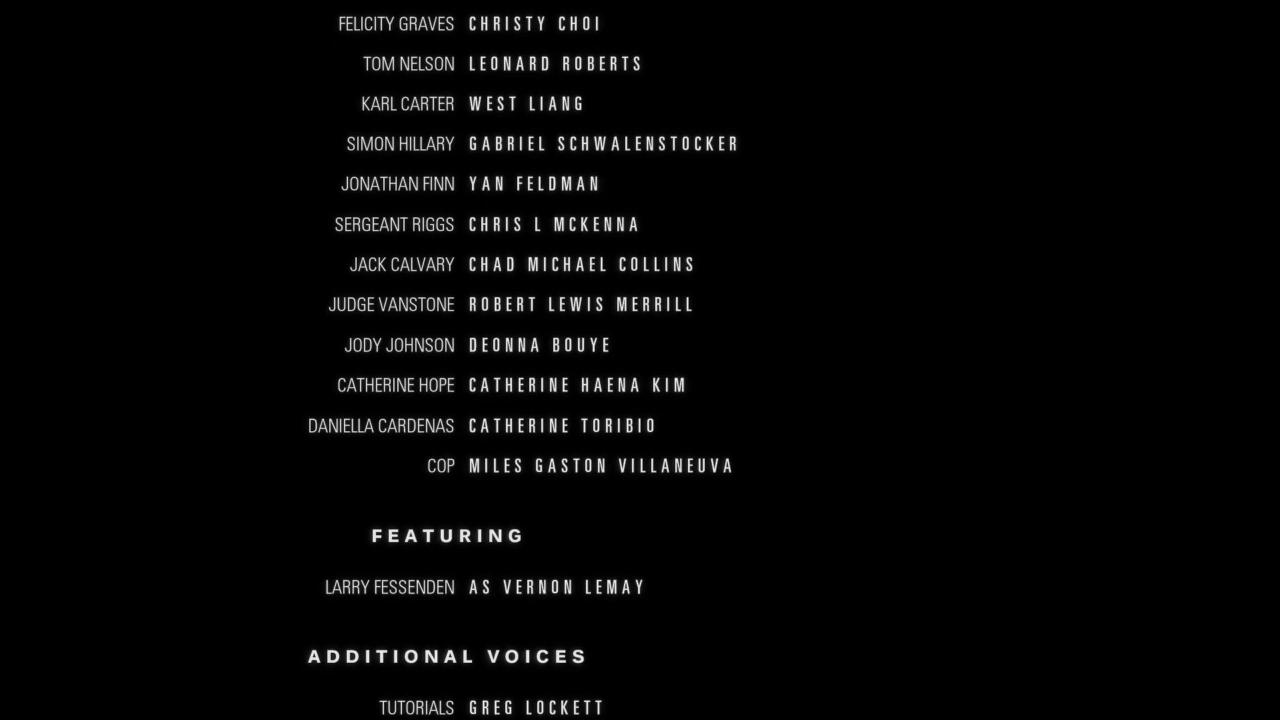 FELICITY GRAVES CHRISTY CHOI
TOM NELSON LEONARD ROBERTS
KARL CARTER WEST LIANG
SIMON HILLARY GABRIEL SCHWALENSTOCKER
JONATHAN FINN YAN FELDMAN
SERGEANT RIGGS CHRIS L MCKENNA
JACK CALVARY CHAD MICHAEL COLLINS
JUDGE VANSTONE ROBERT LEWIS MERRILL
JODY JOHNSON DEONNA BOUYE
CATHERINE HOPE CATHERINE HAENA KIM
DANIELLA CARDENAS CATHERINE TORIBIO
COP MILES GASTON VILLANEUVA
FEATURING
LARRY FESSENDEN AS VERNON LEMAY
ADDITIONAL VOICES
TUTORIALS GREG LOCKETT